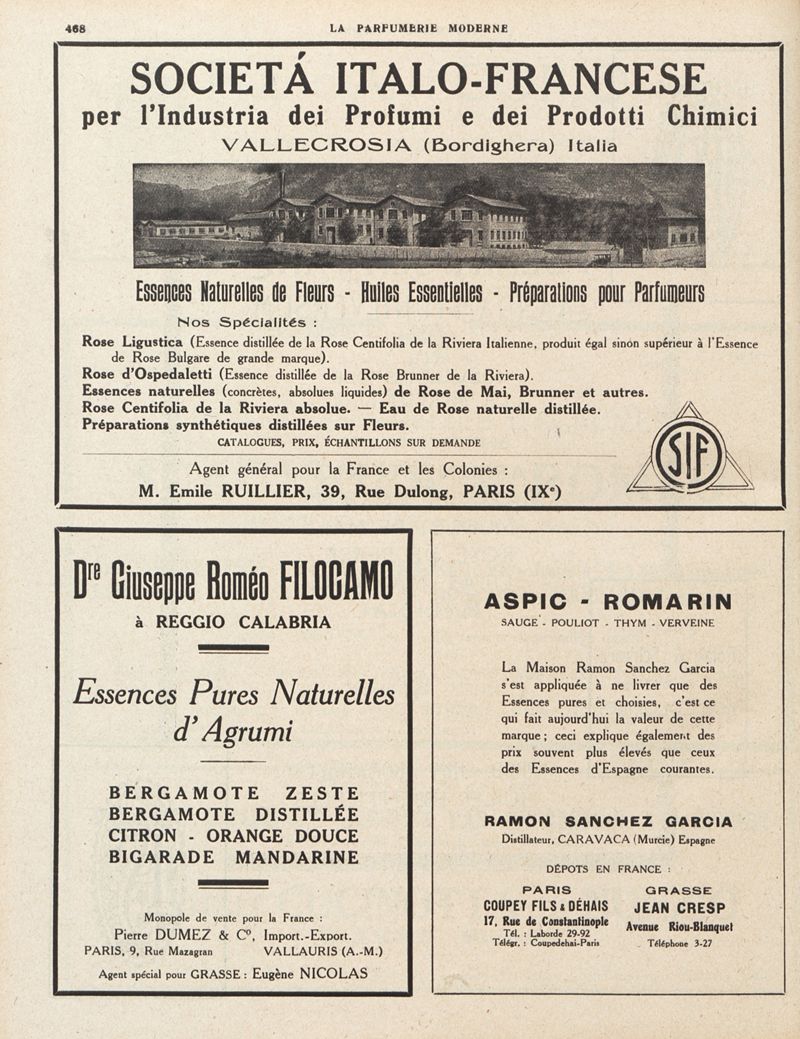 468
LA PARFUMERIE MODERNE
SOCIETÁ ITALO-FRANCESE
per l'Industria dei Profumi e dei Prodotti Chimici
VALLECROSIA (Bordighera) Italia
Essences Naturelles de Fleurs - Huiles Essentielles - Préparations pour Parfumeurs
Nos Spécialités :
Rose Ligustica (Essence distillée de la Rose Centifolia de la Riviera Italienne, produit égal sinon supérieur à l'Essence
de Rose Bulgare de grande marque).
Rose d'Ospedaletti (Essence distillée de la Rose Brunner de la Riviera).
Essences naturelles (concrètes, absolues liquides) de Rose de Mai, Brunner et autres.
Rose Centifolia de la Riviera absolue. — Eau de Rose naturelle distillée.
Préparations synthétiques distillées sur Fleurs.
CATALOGUES, PRIX, ÉCHANTILLONS SUR DEMANDE
Agent général pour la France et les Colonies :
M. Emile RUILLIER, 39, Rue Dulong, PARIS (IXe)
SIF
Dre Giuseppe Roméo FILOCAMO
à REGGIO CALABRIA
Essences Pures Naturelles
d'Agrumi
BERGAMOTE ZESTE
BERGAMOTE DISTILLÉE
CITRON - ORANGE DOUCE
BIGARADE MANDARINE
Monopole de vente pour la France :
Pierre DUMEZ & Co, Import.-Export.
PARIS, 9, Rue Mazagran VALLAURIS (A.-M.)
Agent spécial pour GRASSE : Eugène NICOLAS
ASPIC - ROMARIN
SAUGE - POULIOT - THYM - VERVEINE
La Maison Ramon Sanchez Garcia
s'est appliquée à ne livrer que des
Essences pures et choisies, c'est ce
qui fait aujourd'hui la valeur de cette
marque ; ceci explique également des
prix souvent plus élevés que ceux
des Essences d'Espagne courantes.
RAMON SANCHEZ GARCIA
Distillateur, CARAVACA (Murcie) Espagne
DÉPOTS EN FRANCE :
PARIS
COUPEY FILS & DÉHAIS
17, Rue de Constantinople
Tél. : Laborde 29-92
Télégr. : Coupedehai-Paris
GRASSE
JEAN CRESP
Avenue Riou-Blanquet
Téléphone 3-27